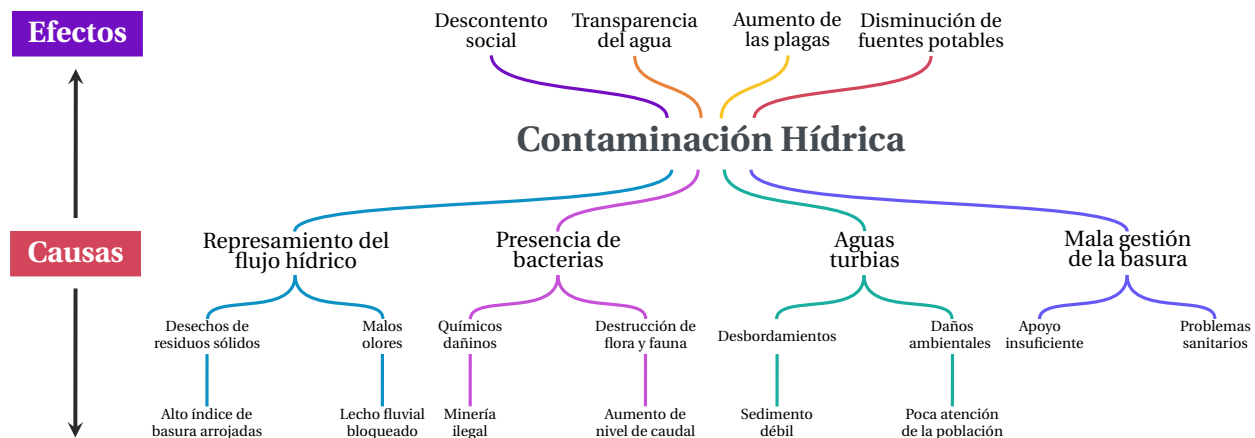 Efectos
Descontento
social
Transparencia
del agua
Aumento de
las plagas
Disminución de
fuentes potables
Contaminación Hídrica
Causas
Represamiento del
flujo hídrico
Presencia de
bacterias
Aguas
turbias
Mala gestión
de la basura
Desechos de
residuos sólidos
Malos
olores
Químicos
dañinos
Destrucción de
flora y fauna
Desbordamientos
Daños
ambientales
Apoyo
insuficiente
Problemas
sanitarios
Alto índice de
basura arrojadas
Lecho fluvial
bloqueado
Minería
ilegal
Aumento de
nivel de caudal
Sedimento
débil
Poca atención
de la población